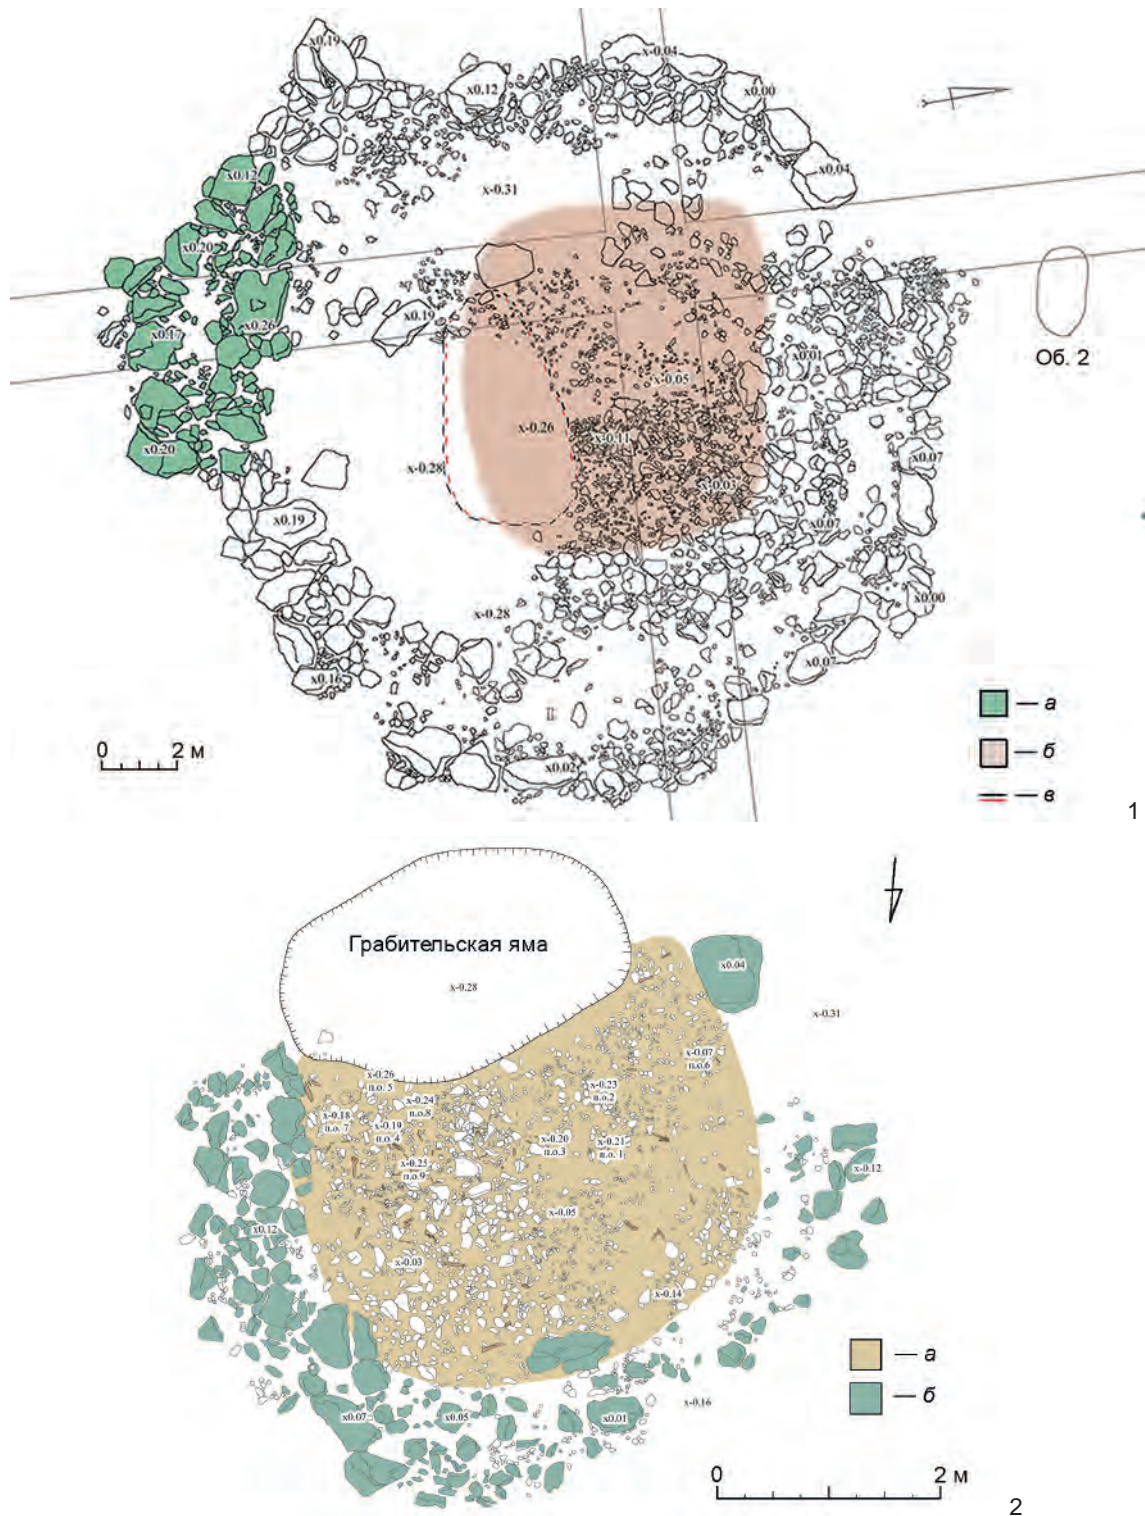 x0.19
x-0.04
x0.12
x0.00
x0.04
x0.12
x-0.31
x0.20
x0.19
x0.26
x0.17
Об. 2
x0.01
x-0.05
x-0.26
x-0.11
x0.20
x-0.28
x-0.03
x0.07
x0.19
x0.07
x0.00
x-0.28
x0.07
x0.16
x0.02
— а
— б
— в
0 2 м
1
Грабительская яма
x-0.28
x0.04
x-0.31
x-0.07
п.о.6
x-0.26
п.о. 5
x-0.23
п.о.2
x-0.24
п.о.8
x-0.18
п.о. 7
x-0.19
п.о. 4
x-0.20
п.о.3
x-0.21
п.о. 1
x-0.25
п.о.9
x-0.12
x-0.05
x0.12
x-0.03
x-0.14
— а
— б
x0.07
x0.05
x0.01
x-0.16
0 2 м
2